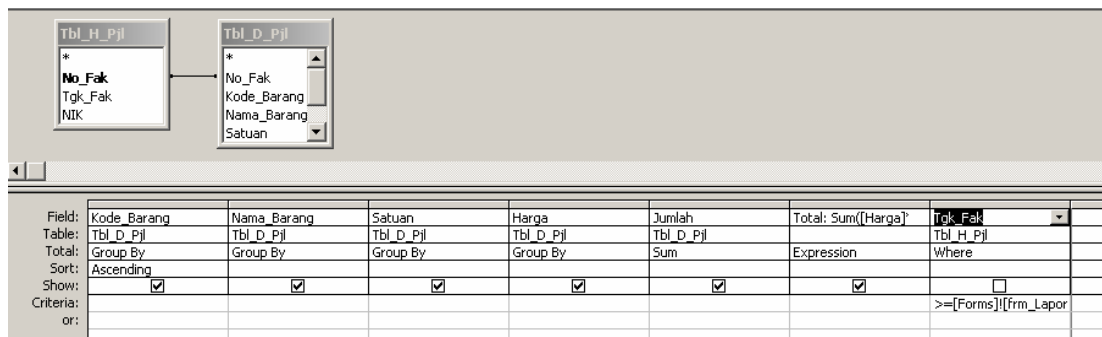 Tbl_H_Pjl
*
No_Fak
Tgk_Fak
NIK
Tbl_D_Pjl
*
No_Fak
Kode_Barang
Nama_Barang
Satuan
Field: Kode_Barang Nama_Barang Satuan Harga Jumlah Total: Sum([Harga]* Tgk_Fak
Table: Tbl_D_Pjl Tbl_D_Pjl Tbl_D_Pjl Tbl_D_Pjl Tbl_D_Pjl Tbl_H_Pjl
Total: Group By Group By Group By Group By Sum Expression Where
Sort: Ascending
Show:
Criteria: >=[Forms]![frm_Lapor
or: